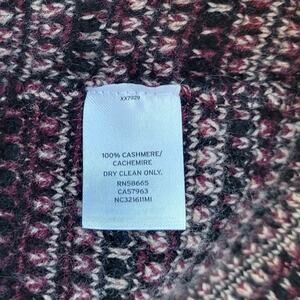 XX7929
100% CASHMERE/
CACHEMIRE
DRY CLEAN ONLY.
RN58665
CA57963
NC321611MI